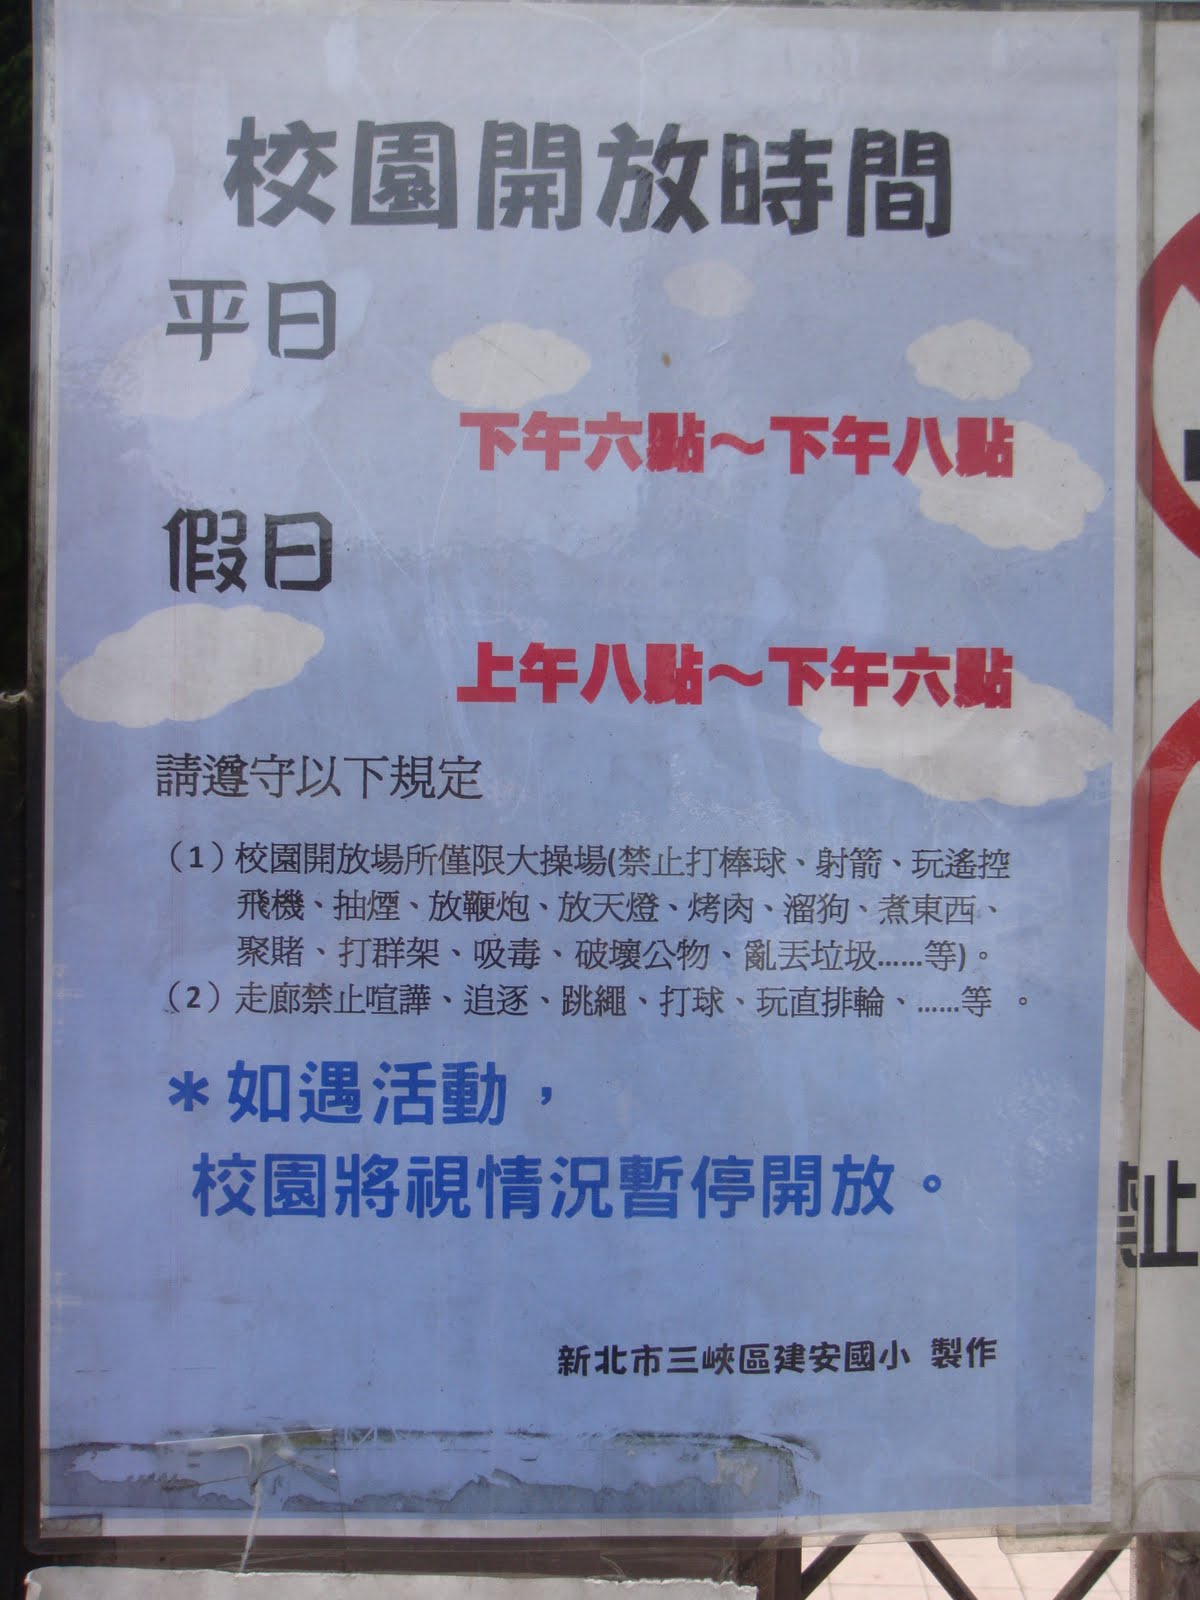 校園開放時間
平日
下午六點～下午八點
假日
上午八點～下午六點
請遵守以下規定
（1）校園開放場所僅限大操場(禁止打棒球、射箭、玩遙控
飛機、抽煙、放鞭炮、放天燈、烤肉、溜狗、煮東西、
聚賭、打群架、吸毒、破壞公物、亂丟垃圾......等)。
（2）走廊禁止喧譁、追逐、跳繩、打球、玩直排輪、......等 。
＊如遇活動，
校園將視情況暫停開放。
新北市三峽區建安國小 製作
禁止